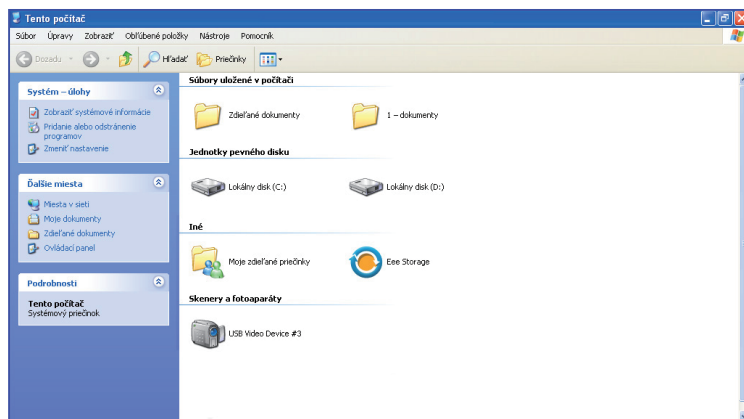 Tento počítač
Súbor Úpravy Zobraziť Obľúbené položky Nástroje Pomocník
Dozadu Hľadať Priečinky
Systém – úlohy
Zobraziť systémové informácie
Pridanie alebo odstránenie
programov
Zmeniť nastavenie
Ďalšie miesta
Miesta v sieti
Moje dokumenty
Zdieľané dokumenty
Ovládací panel
Podrobnosti
Tento počítač
Systémový priečinok
Súbory uložené v počítači
Zdieľané dokumenty 1 – dokumenty
Jednotky pevného disku
Lokálny disk (C:) Lokálny disk (D:)
Iné
Moje zdieľané priečinky Eee Storage
Skenery a fotoaparáty
USB Video Device #3